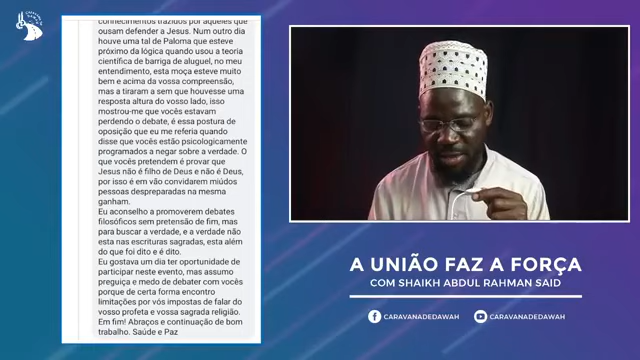 conhecimentos trazidos por aqueles que
ousam defender a Jesus. Num outro dia
houve uma tal de Paloma que esteve
próximo da lógica quando usou a teoria
científica de barriga de aluguel, no meu
entendimento, esta moça esteve muito
bem e acima da vossa compreensão,
mas a tiraram a sem que houvesse uma
resposta altura do vosso lado, isso
mostrou-me que vocês estavam
perdendo o debate, é essa postura de
oposição que eu me referia quando
disse que vocês estão psicologicamente
programados a negar sobre a verdade. O
que vocês pretendem é provar que
Jesus não é filho de Deus e não é Deus,
por isso é em vão convidarem miúdos
pessoas despreparadas na mesma
ganham.
Eu aconselho a promoverem debates
filosóficos sem pretensão de fim, mas
para buscar a verdade, e a verdade não
esta nas escrituras sagradas, esta além
do que foi dito e é dito.
Eu gostava um dia ter oportunidade de
participar neste evento, mas assumo
preguiça e medo de debater com vocês
porque de certa forma encontro
limitações por vós impostas de falar do
vosso profeta e vossa sagrada religião.
Em fim! Abraços e continuação de bom
trabalho. Saúde e Paz
A UNIÃO FAZ A FORÇA
COM SHAIKH ABDUL RAHMAN SAID
CARAVANADEDAWAH
CARAVANADEDAWAH